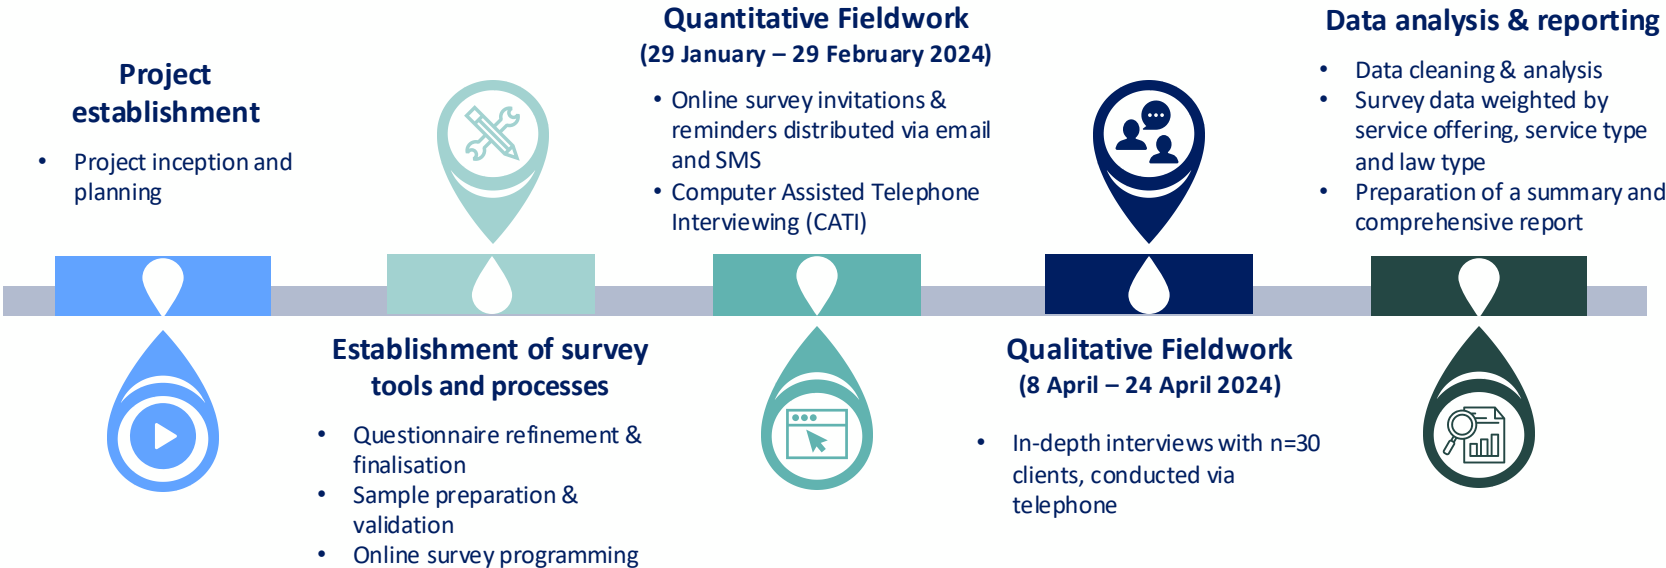 Project
establishment
• Project inception and
planning
Establishment of survey
tools and processes
• Questionnaire refinement &
finalisation
• Sample preparation &
validation
• Online survey programming
Quantitative Fieldwork
(29 January – 29 February 2024)
• Online survey invitations &
reminders distributed via email
and SMS
• Computer Assisted Telephone
Interviewing (CATI)
Qualitative Fieldwork
(8 April – 24 April 2024)
• In-depth interviews with n=30
clients, conducted via
telephone
Data analysis & reporting
• Data cleaning & analysis
• Survey data weighted by
service offering, service type
and law type
• Preparation of a summary and
comprehensive report